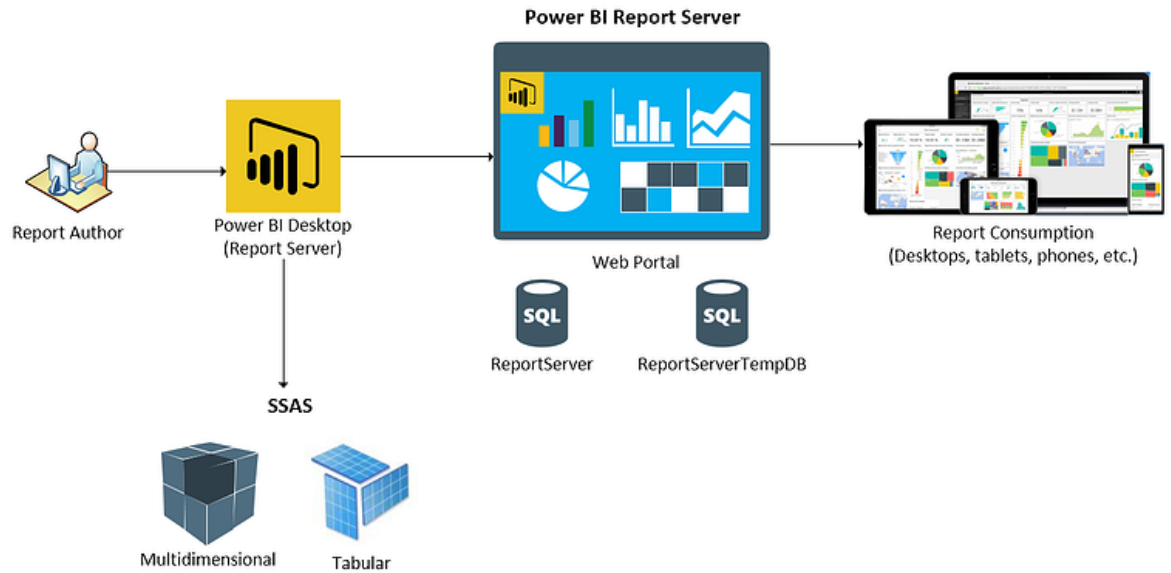 Power BI Report Server
Report Author
Power BI Desktop
(Report Server)
Web Portal
Report Consumption
(Desktops, tablets, phones, etc.)
SQL
SQL
ReportServer
ReportServerTempDB
SSAS
Multidimensional
Tabular